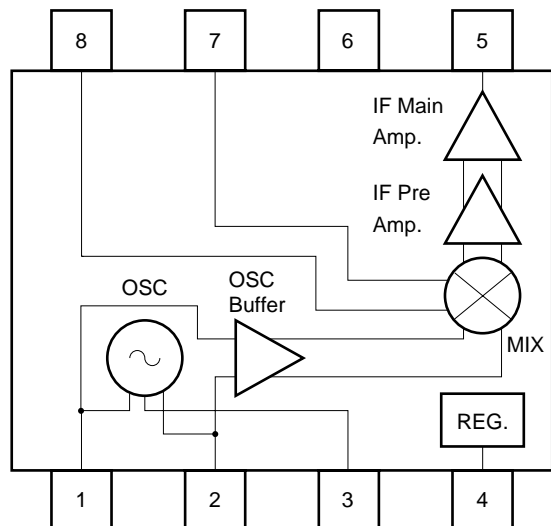 8
7
6
5
IF Main
Amp.
IF Pre
Amp.
OSC
OSC
Buffer
MIX
REG.
1
2
3
4